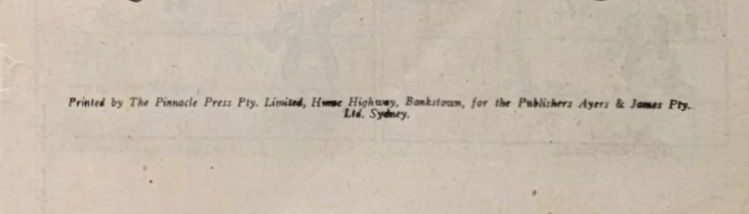 Printed by The Pinnacle Press Pty. Limited, Hume Highway, Bankstown, for the Publishers Ayers & James Pty.
Ltd. Sydney.